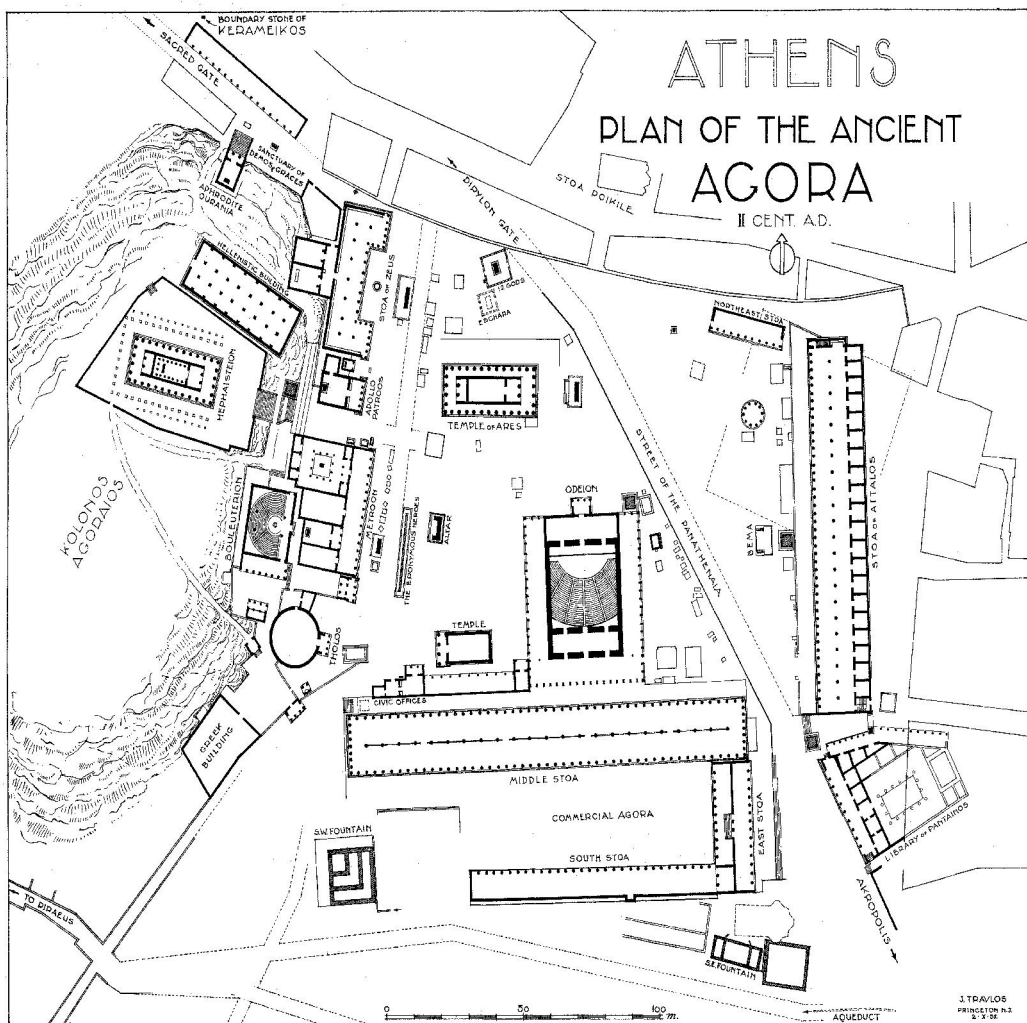 BOUNDARY STONE OF
KERAMEIKOS
SACRED GATE
ATHENS
PLAN OF THE ANCIENT
AGORA
II CENT. A.D.
SANCTUARY OF
DEMOS & GRACES
APHRODITE
OURANIA
DIPYLON GATE
STOA POIKILE
HELLENISTIC BUILDING
STOA OF ZEUS
12 GODS
ESCHARA
NORTHEAST STOA
HEPHAISTEION
APOLLO
PATROOS
TEMPLE OF ARES
STREET OF THE PANATHENAIA
STOA OF ATTALOS
KOLONOS
AGORAIOS
BOULEUTERION
METROON
THE EPONYMOUS HEROES
ALTAR
ODEION
BEMA
THOLOS
TEMPLE
CIVIC OFFICES
GREEK
BUILDING
MIDDLE STOA
COMMERCIAL AGORA
EAST STOA
SOUTH STOA
S.W. FOUNTAIN
LIBRARY OF PANTAINOS
AKROPOLIS
TO PIRAEUS
S.E. FOUNTAIN
0 50 100
m.
AQUEDUCT
J. TRAVLOS
PRINCETON N.J.